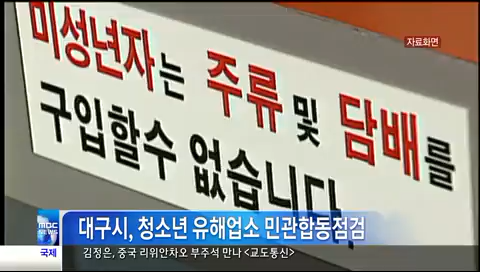 자료화면
미성년자는 주류 및 담배를
구입할수 없습니다.
MBC NEWS
대구시, 청소년 유해업소 민관합동점검
국제 김정은, 중국 리위안차오 부주석 만나 <교도통신>